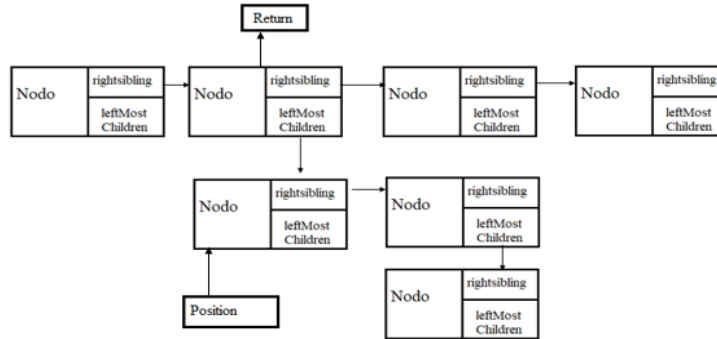 Return
Nodo
rightsibling
leftMost
Children
Nodo
rightsibling
leftMost
Children
Nodo
rightsibling
leftMost
Children
Nodo
rightsibling
leftMost
Children
Nodo
rightsibling
leftMost
Children
Nodo
rightsibling
leftMost
Children
Position
Nodo
rightsibling
leftMost
Children